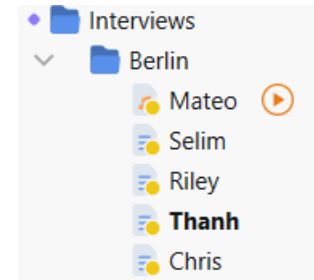 Interviews
Berlin
Mateo
Selim
Riley
Thanh
Chris